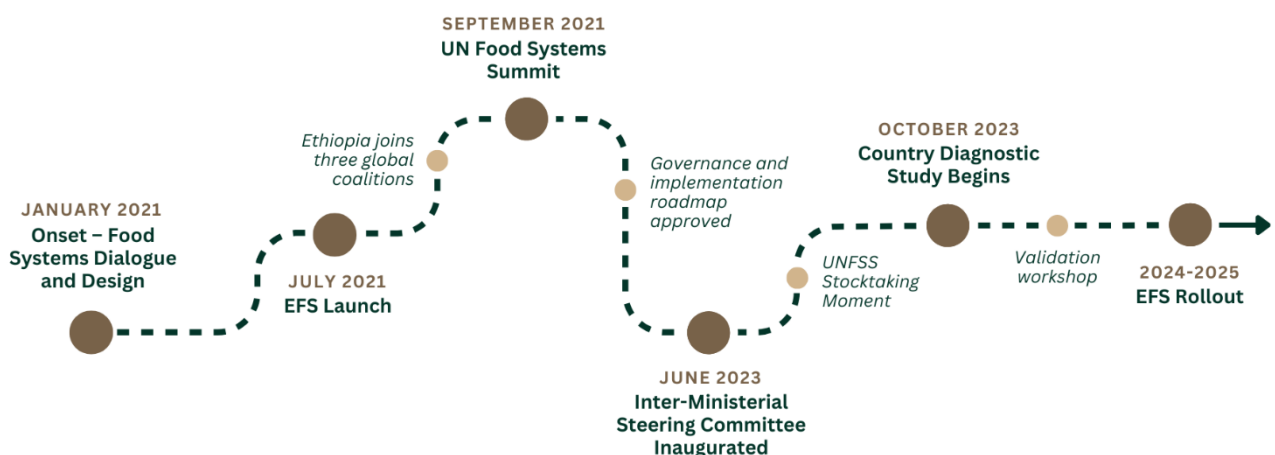 JANUARY 2021
Onset – Food
Systems Dialogue
and Design
JULY 2021
EFS Launch
Ethiopia joins
three global
coalitions
SEPTEMBER 2021
UN Food Systems
Summit
Governance and
implementation
roadmap
approved
JUNE 2023
Inter-Ministerial
Steering Committee
Inaugurated
UNFSS
Stocktaking
Moment
OCTOBER 2023
Country Diagnostic
Study Begins
Validation
workshop
2024-2025
EFS Rollout